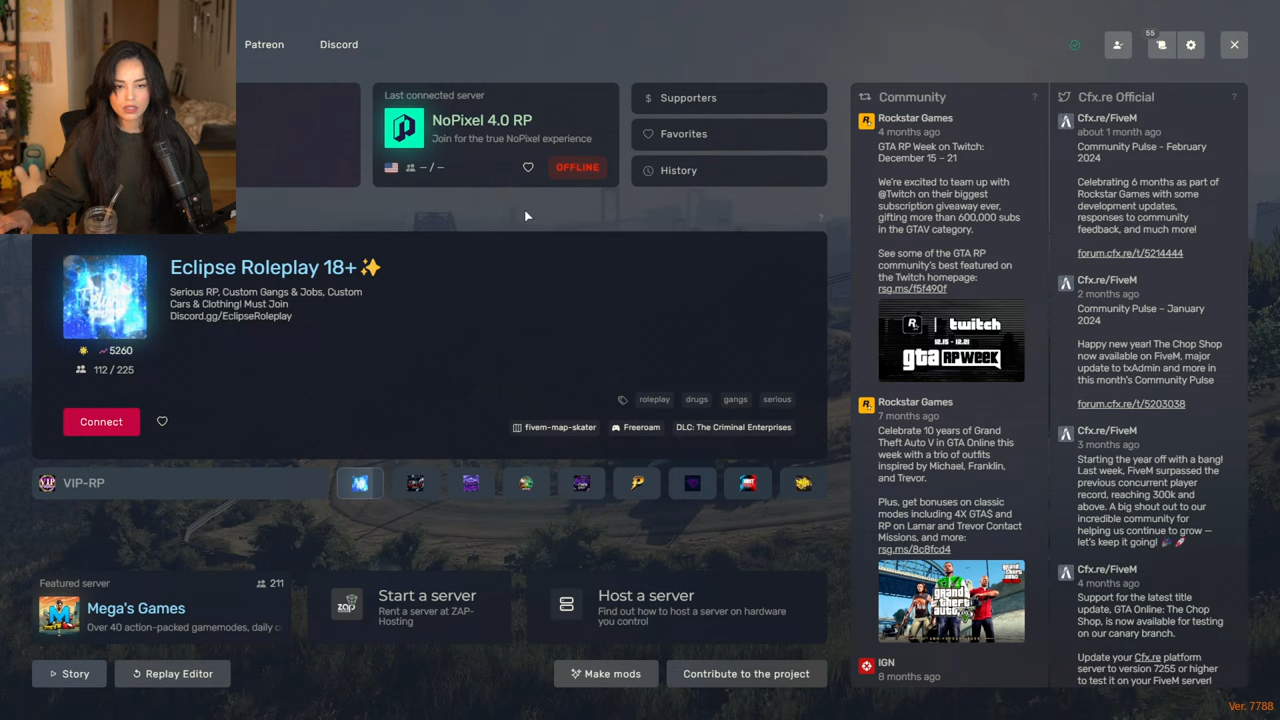 Patreon
Discord
55
Last connected server
NoPixel 4.0 RP
Join for the true NoPixel experience
– / –
OFFLINE
Supporters
Favorites
History
?
Eclipse Roleplay 18+✨
Serious RP, Custom Gangs & Jobs, Custom
Cars & Clothing! Must Join
Discord.gg/EclipseRoleplay
5260
112 / 225
Connect
roleplay
drugs
gangs
serious
fivem-map-skater
Freeroam
DLC: The Criminal Enterprises
VIP
VIP-RP
Featured server
211
Mega's Games
Over 40 action-packed gamemodes, daily c
ZAP
Start a server
Rent a server at ZAP-
Hosting
Host a server
Find out how to host a server on hardware
you control
Story
Replay Editor
Make mods
Contribute to the project
Community
?
Rockstar Games
4 months ago
GTA RP Week on Twitch:
December 15 – 21
We're excited to team up with
@Twitch on their biggest
subscription giveaway ever,
gifting more than 600,000 subs
in the GTAV category.
See some of the GTA RP
community's best featured on
the Twitch homepage:
rsg.ms/f5f490f
twitch
12.15 - 12.21
gta RP WEEK
Rockstar Games
7 months ago
Celebrate 10 years of Grand
Theft Auto V in GTA Online this
week with a trio of outfits
inspired by Michael, Franklin,
and Trevor.
Plus, get bonuses on classic
modes including 4X GTA$ and
RP on Lamar and Trevor Contact
Missions, and more:
rsg.ms/8c8fcd4
grand
theft
auto
IGN
8 months ago
Cfx.re Official
?
Cfx.re/FiveM
about 1 month ago
Community Pulse – February
2024
Celebrating 6 months as part of
Rockstar Games with some
development updates,
responses to community
feedback, and much more!
forum.cfx.re/t/5214444
Cfx.re/FiveM
2 months ago
Community Pulse – January
2024
Happy new year! The Chop Shop
now available on FiveM, major
update to txAdmin and more in
this month's Community Pulse
forum.cfx.re/t/5203038
Cfx.re/FiveM
3 months ago
Starting the year off with a bang!
Last week, FiveM surpassed the
previous concurrent player
record, reaching 300k and
above. A big shout out to our
incredible community for
helping us continue to grow —
let's keep it going! 🎉 🚀
Cfx.re/FiveM
4 months ago
Support for the latest title
update, GTA Online: The Chop
Shop, is now available for testing
on our canary branch.
Update your Cfx.re platform
server to version 7255 or higher
to test it on your FiveM server!
Ver. 7788